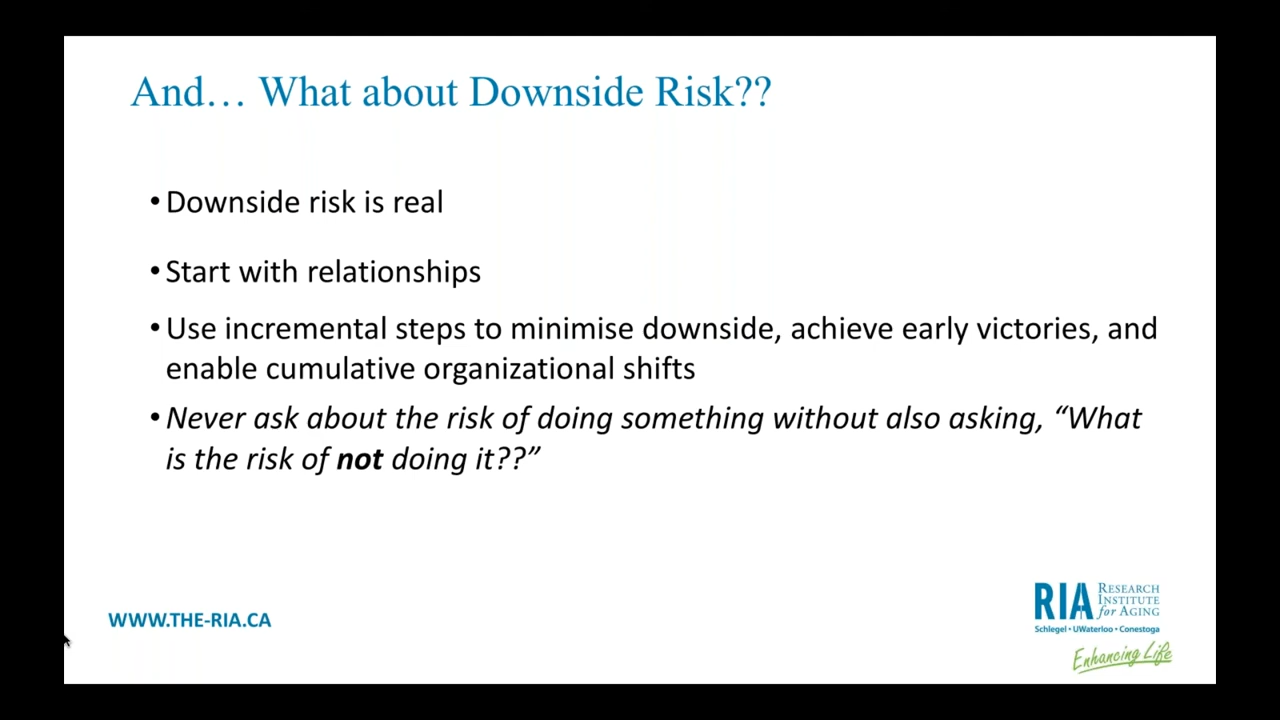 And… What about Downside Risk??
• Downside risk is real
• Start with relationships
• Use incremental steps to minimise downside, achieve early victories, and
enable cumulative organizational shifts
• Never ask about the risk of doing something without also asking, “What
is the risk of not doing it??”
WWW.THE-RIA.CA
RIA RESEARCH
INSTITUTE
for AGING
Schlegel • UWaterloo • Conestoga
Enhancing Life